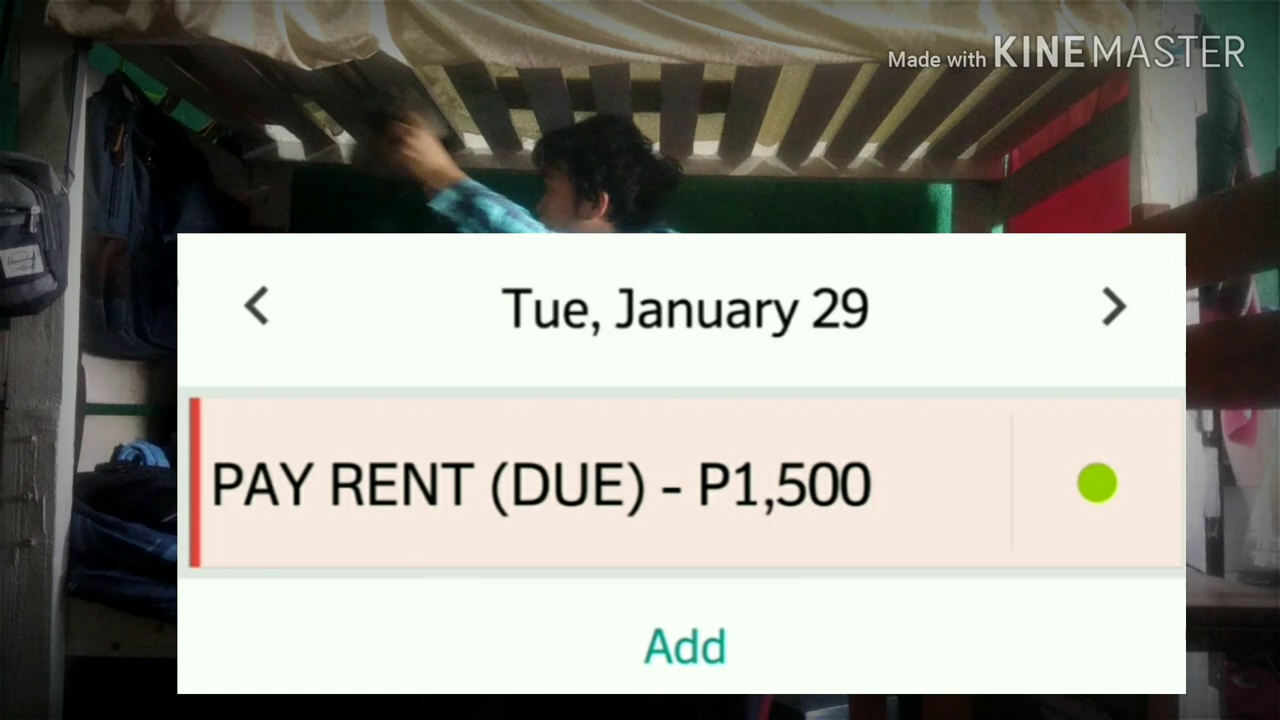 Made with KINEMASTER
Tue, January 29
PAY RENT (DUE) - P1,500
Add